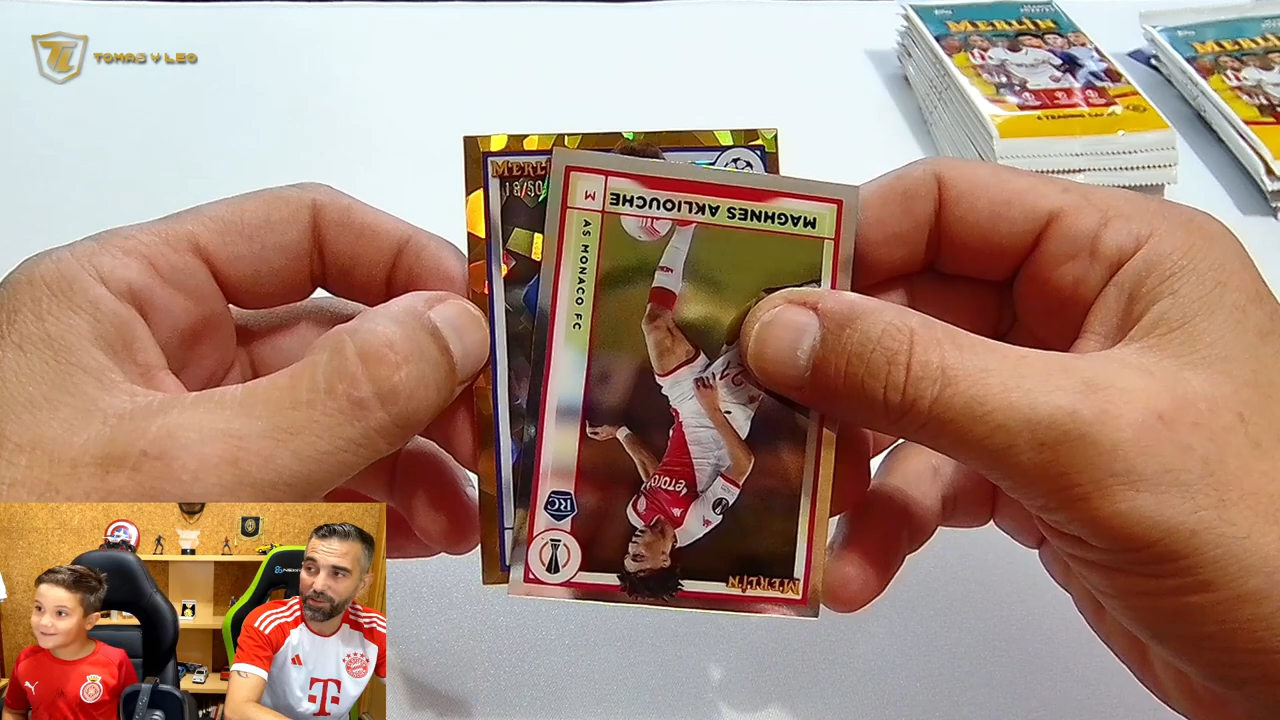 TOMAS Y LEO
MERLIN
MERLIN
MERLIN
18/50
M
MAGHNES AKLIOUCHE
AS MONACO FC
RC
MERLIN
T